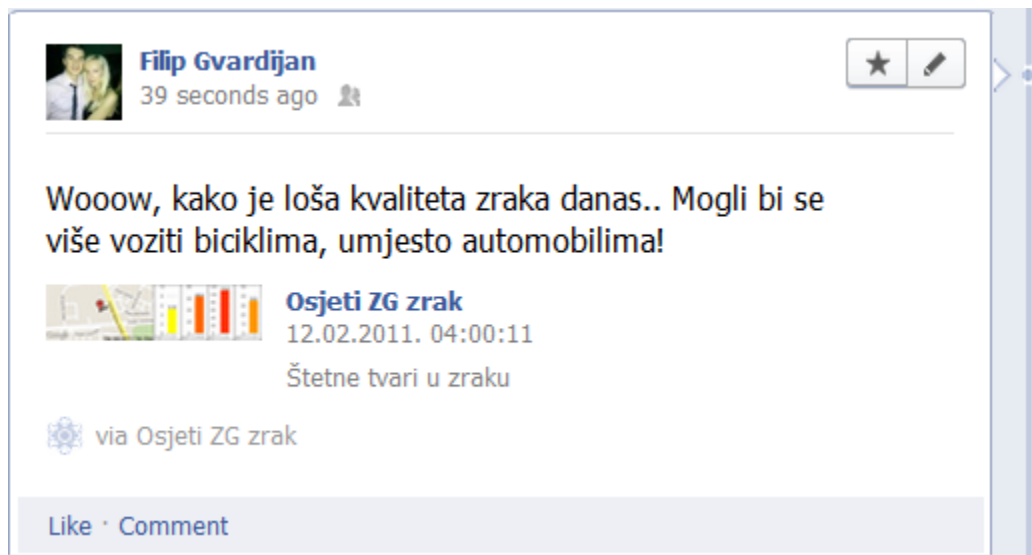 Filip Gvardijan
39 seconds ago
Wooow, kako je loša kvaliteta zraka danas.. Mogli bi se
više voziti biciklima, umjesto automobilima!
Osjeti ZG zrak
12.02.2011. 04:00:11
Štetne tvari u zraku
via Osjeti ZG zrak
Like · Comment